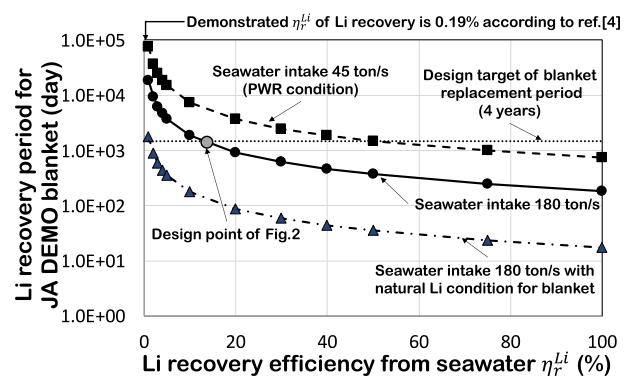 Demonstrated η_r^{Li} of Li recovery is 0.19% according to ref.[4]
Li recovery period for
JA DEMO blanket (day)
1.0E+05
1.0E+04
1.0E+03
1.0E+02
1.0E+01
1.0E+00
Seawater intake 45 ton/s
(PWR condition)
Design target of blanket
replacement period
(4 years)
Seawater intake 180 ton/s
Design point of Fig.2
Seawater intake 180 ton/s with
natural Li condition for blanket
0 20 40 60 80 100
Li recovery efficiency from seawater η_r^{Li} (%)